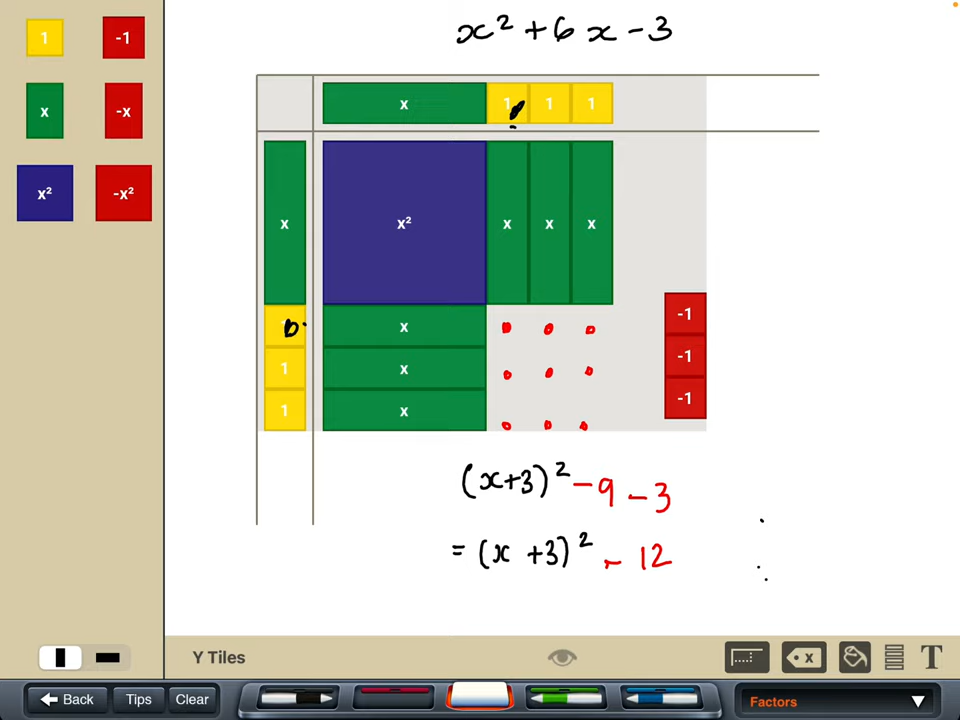 x² + 6x - 3
1 -1
x 1 1 1
x -x
x² -x²
x x² x x x
-1
x
1 x -1
1 x -1
(x+3)² - 9 - 3
= (x + 3)² - 12
Y Tiles
x
T
Back Tips Clear Factors